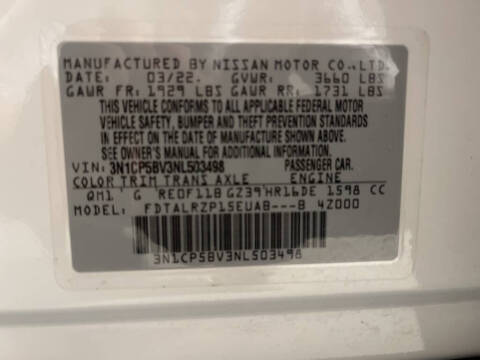 MANUFACTURED BY NISSAN MOTOR CO.,LTD.
DATE: 03/22. GVWR: 3660 LBS
GAWR FR: 1929 LBS GAWR RR: 1731 LBS
THIS VEHICLE CONFORMS TO ALL APPLICABLE FEDERAL MOTOR
VEHICLE SAFETY, BUMPER AND THEFT PREVENTION STANDARDS
IN EFFECT ON THE DATE OF MANUFACTURE SHOWN ABOVE.
SEE OWNER'S MANUAL FOR ADDITIONAL INFORMATION.
VIN: 3N1CP5BV3NL503498 PASSENGER CAR.
COLOR TRIM TRANS AXLE ENGINE
QM1 G RE0F11B GZ39 HR16DE 1598 CC
MODEL: FDTALRZP15EUAB---B 4Z000
3N1CP5BV3NL503498